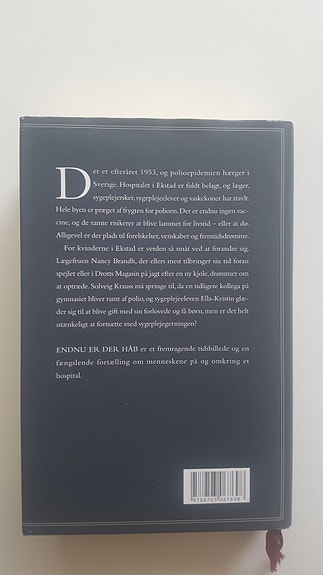 Det er efteråret 1953, og polioepidemien hærger i
Sverige. Hospitalet i Ekstad er fuldt belagt, og læger,
sygeplejersker, sygeplejeelever og vaskekoner har travlt.
Hele byen er præget af frygten for polioen. Der er endnu ingen vac-
cine, og de ramte risikerer at blive lammet for livstid – eller at dø.
Alligevel er der plads til forelskelser, venskaber og fremtidsdrømme.
For kvinderne i Ekstad er verden så småt ved at forandre sig.
Lægefruen Nancy Brandh, der ellers mest tilbringer sin tid foran
spejlet eller i Drotts Magasin på jagt efter en ny kjole, drømmer om
at optræde. Solveig Krauss må springe til, da en tidligere kollega på
gymnasiet bliver ramt af polio, og sygeplejeeleven Ella-Kristin glæ-
der sig til at blive gift med sin forlovede og få børn, men er det helt
utænkeligt at fortsætte med sygeplejegerningen?
ENDNU ER DER HÅB er et fremragende tidsbillede og en
fængslende fortælling om menneskene på og omkring et
hospital.
9788703067698